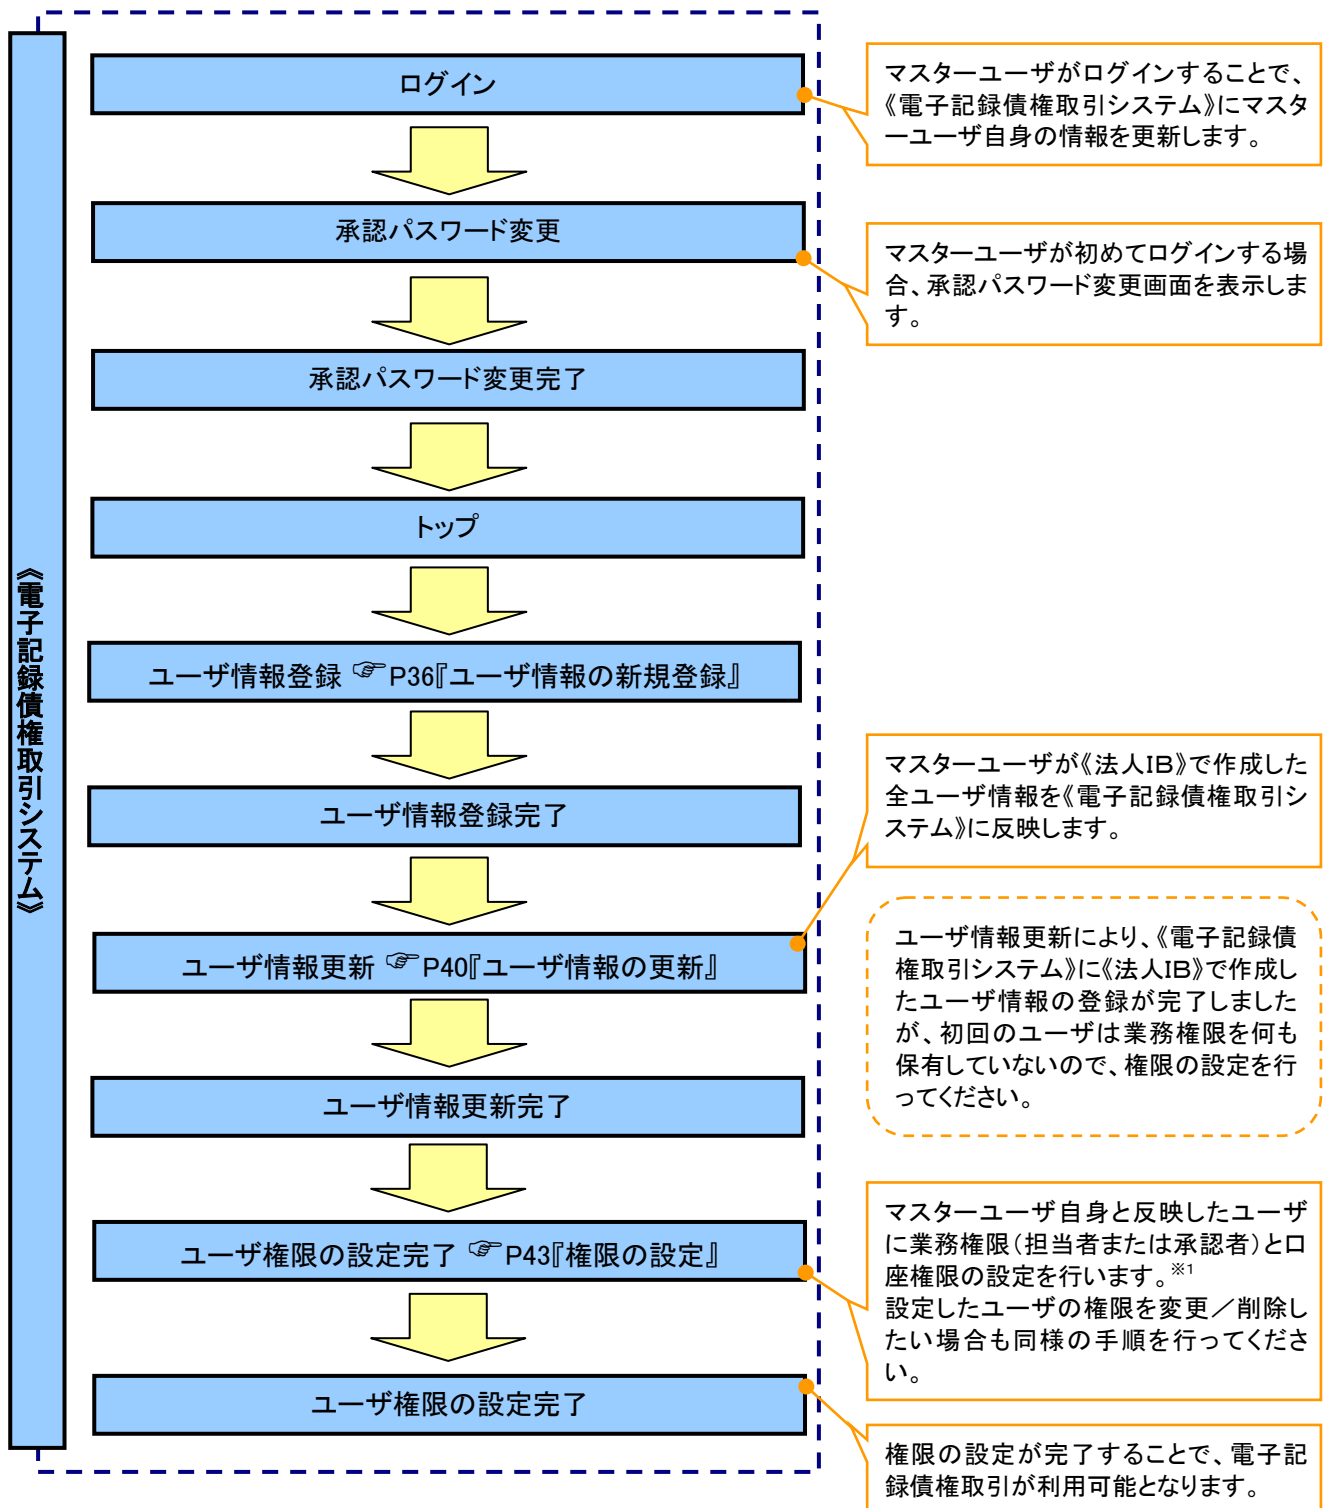 《電子記録債権取引システム》
ログイン
マスターユーザがログインすることで、
《電子記録債権取引システム》にマスタ
ーユーザ自身の情報を更新します。
承認パスワード変更
マスターユーザが初めてログインする場
合、承認パスワード変更画面を表示しま
す。
承認パスワード変更完了
トップ
ユーザ情報登録 ☞P36『ユーザ情報の新規登録』
ユーザ情報登録完了
マスターユーザが《法人IB》で作成した
全ユーザ情報を《電子記録債権取引シ
ステム》に反映します。
ユーザ情報更新 ☞P40『ユーザ情報の更新』
ユーザ情報更新により、《電子記録債
権取引システム》に《法人IB》で作成し
たユーザ情報の登録が完了しました
が、初回のユーザは業務権限を何も
保有していないので、権限の設定を行
ってください。
ユーザ情報更新完了
ユーザ権限の設定完了 ☞P43『権限の設定』
マスターユーザ自身と反映したユーザ
に業務権限(担当者または承認者)と口
座権限の設定を行います。※1
設定したユーザの権限を変更／削除し
たい場合も同様の手順を行ってくださ
い。
ユーザ権限の設定完了
権限の設定が完了することで、電子記
録債権取引が利用可能となります。